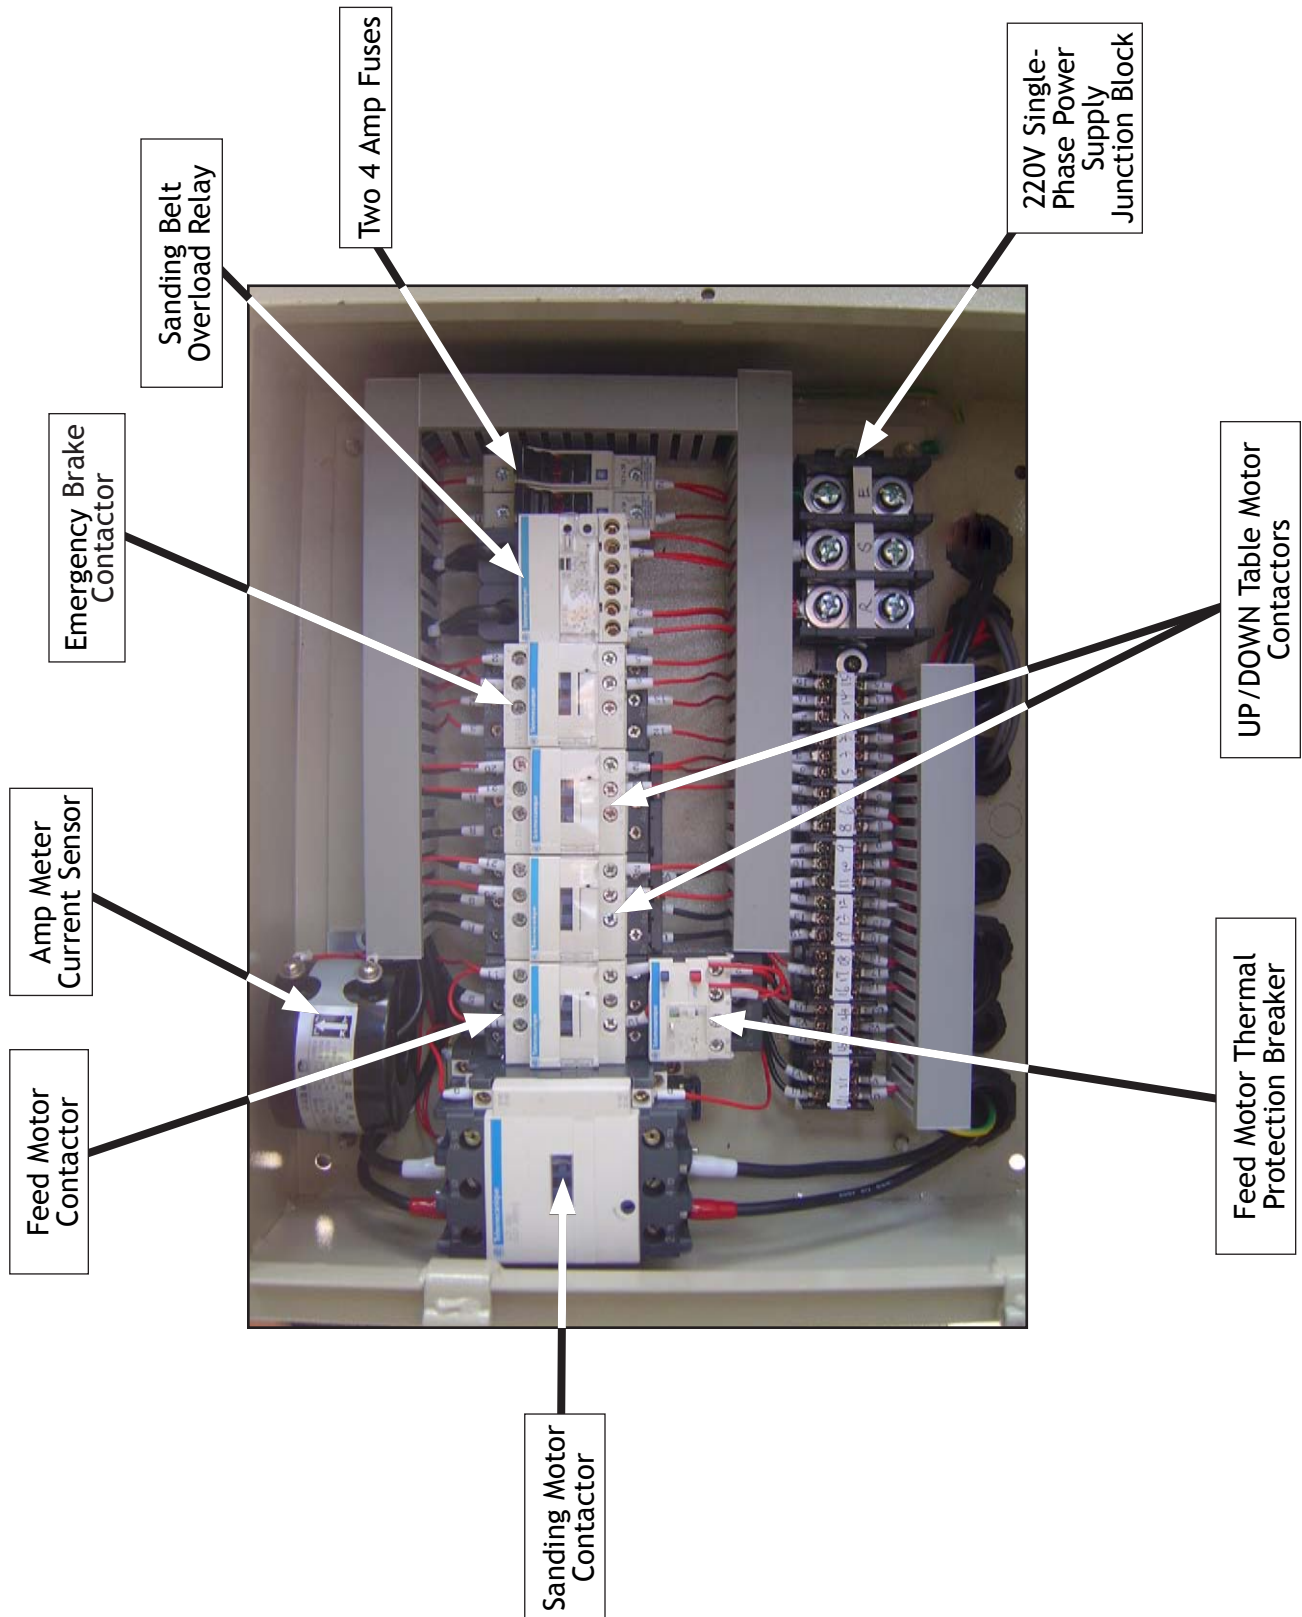 Amp Meter
Current Sensor
Emergency Brake
Contactor
Sanding Belt
Overload Relay
Two 4 Amp Fuses
Feed Motor
Contactor
Sanding Motor
Contactor
Feed Motor Thermal
Protection Breaker
UP/DOWN Table Motor
Contactors
220V Single-
Phase Power
Supply
Junction Block
Telemecanique
R
S
E